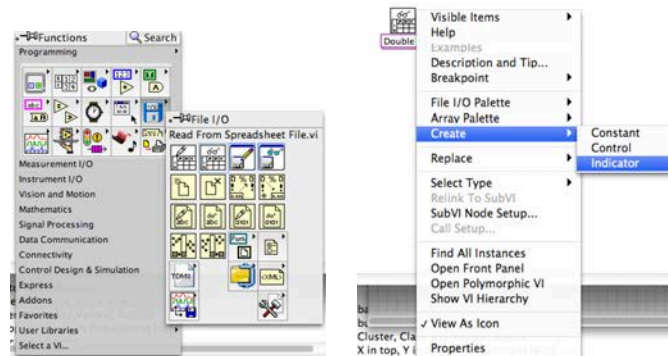 Functions
Search
Programming
Measurement I/O
Instrument I/O
Vision and Motion
Mathematics
Signal Processing
Data Communication
Connectivity
Control Design & Simulation
Express
Addons
Favorites
User Libraries
Select a VI...
File I/O
Read From Spreadsheet File.vi
Double
Visible Items
Help
Examples
Description and Tip...
Breakpoint
File I/O Palette
Array Palette
Create
Replace
Select Type
Relink To SubVI
SubVI Node Setup...
Call Setup...
Find All Instances
Open Front Panel
Open Polymorphic VI
Show VI Hierarchy
✓ View As Icon
Properties
Constant
Control
Indicator
Cluster, Cla
X in top, Y i